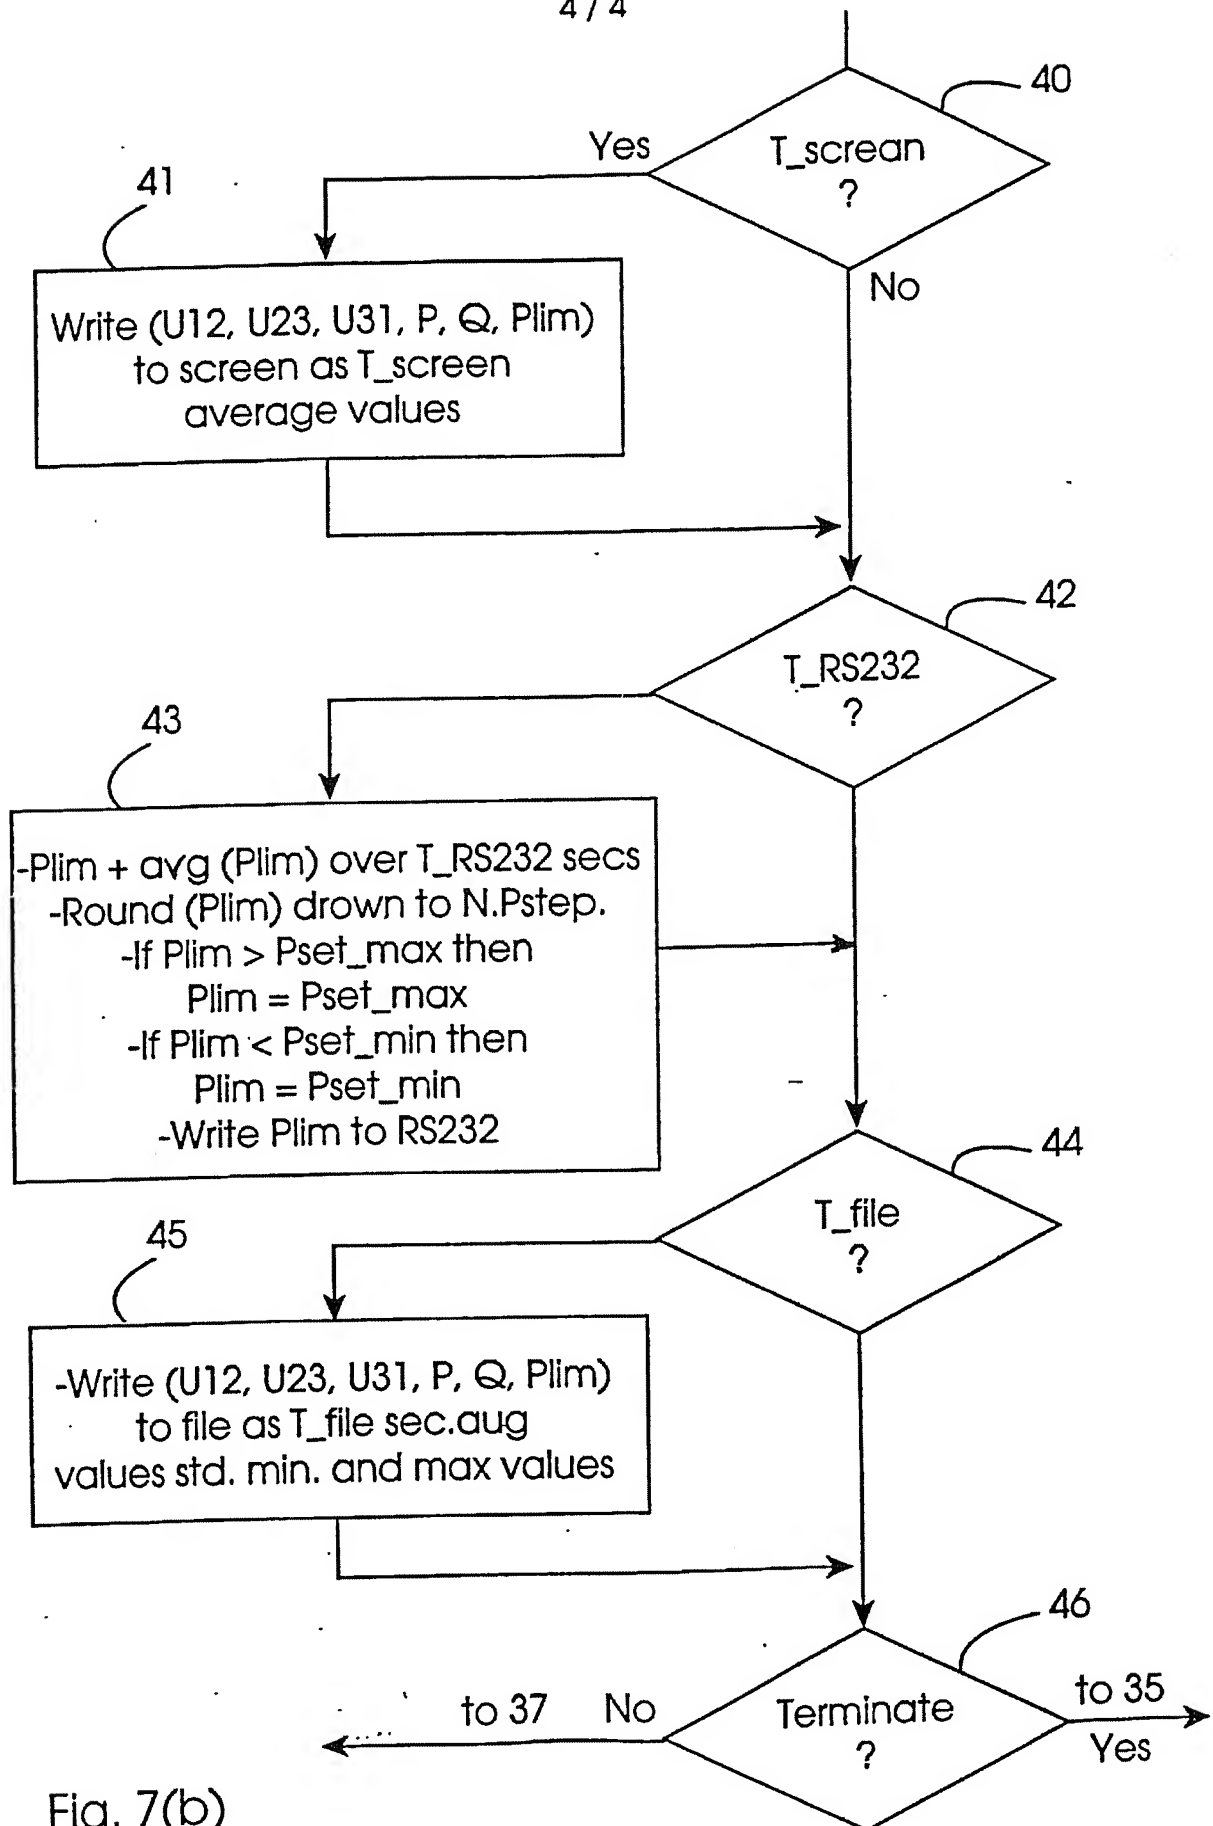 4 / 4
40
T_screan
?
Yes
No
41
Write (U12, U23, U31, P, Q, Plim)
to screen as T_screen
average values
42
T_RS232
?
43
-Plim + avg (Plim) over T_RS232 secs
-Round (Plim) drown to N.Pstep.
-If Plim > Pset_max then
Plim = Pset_max
-If Plim < Pset_min then
Plim = Pset_min
-Write Plim to RS232
44
T_file
?
45
-Write (U12, U23, U31, P, Q, Plim)
to file as T_file sec.aug
values std. min. and max values
46
Terminate
?
to 37 No
to 35
Yes
Fig. 7(b)